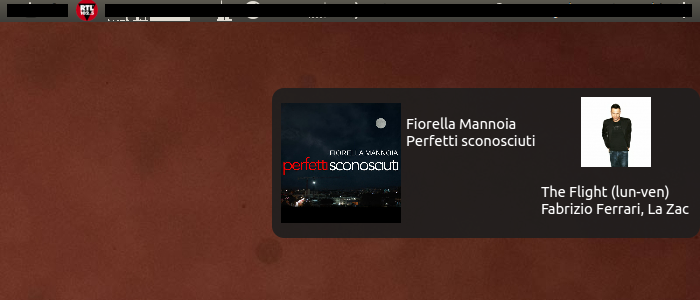 RTL
102.5
Fiorella Mannoia
Perfetti sconosciuti
FIORELLA MANNOIA
perfetti sconosciuti
The Flight (lun-ven)
Fabrizio Ferrari, La Zac